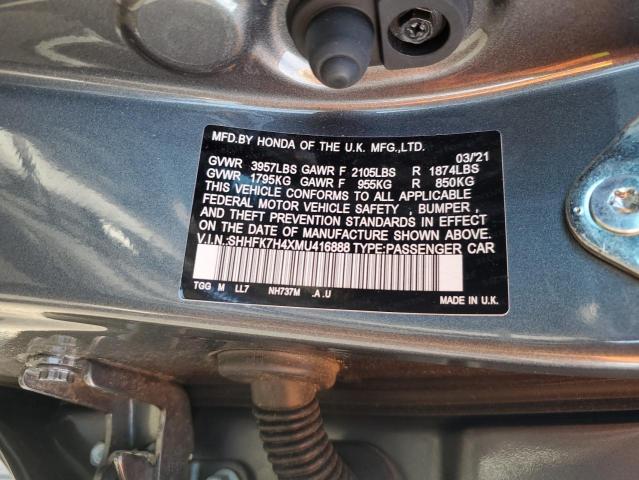 MFD.BY HONDA OF THE U.K. MFG.,LTD.
03/'21
GVWR 3957LBS GAWR F 2105LBS R 1874LBS
GVWR 1795KG GAWR F 955KG R 850KG
THIS VEHICLE CONFORMS TO ALL APPLICABLE
FEDERAL MOTOR VEHICLE SAFETY , BUMPER ,
AND THEFT PREVENTION STANDARDS IN EFFECT
ON THE DATE OF MANUFACTURE SHOWN ABOVE.
V.I.N.:SHHFK7H4XMU416888 TYPE:PASSENGER CAR
TGG M LL7 NH737M .A .U
MADE IN U.K.